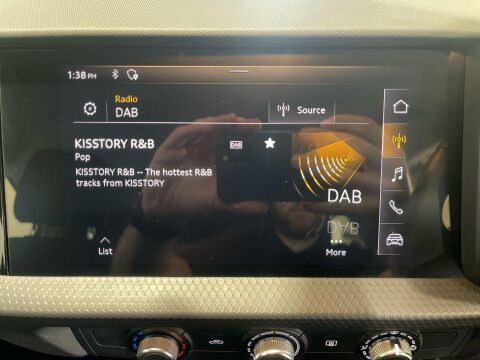 1:38 PM
Radio
DAB
Source
KISSTORY R&B
DAB
Pop
KISSTORY R&B -- The hottest R&B
tracks from KISSTORY
DAB
List
More